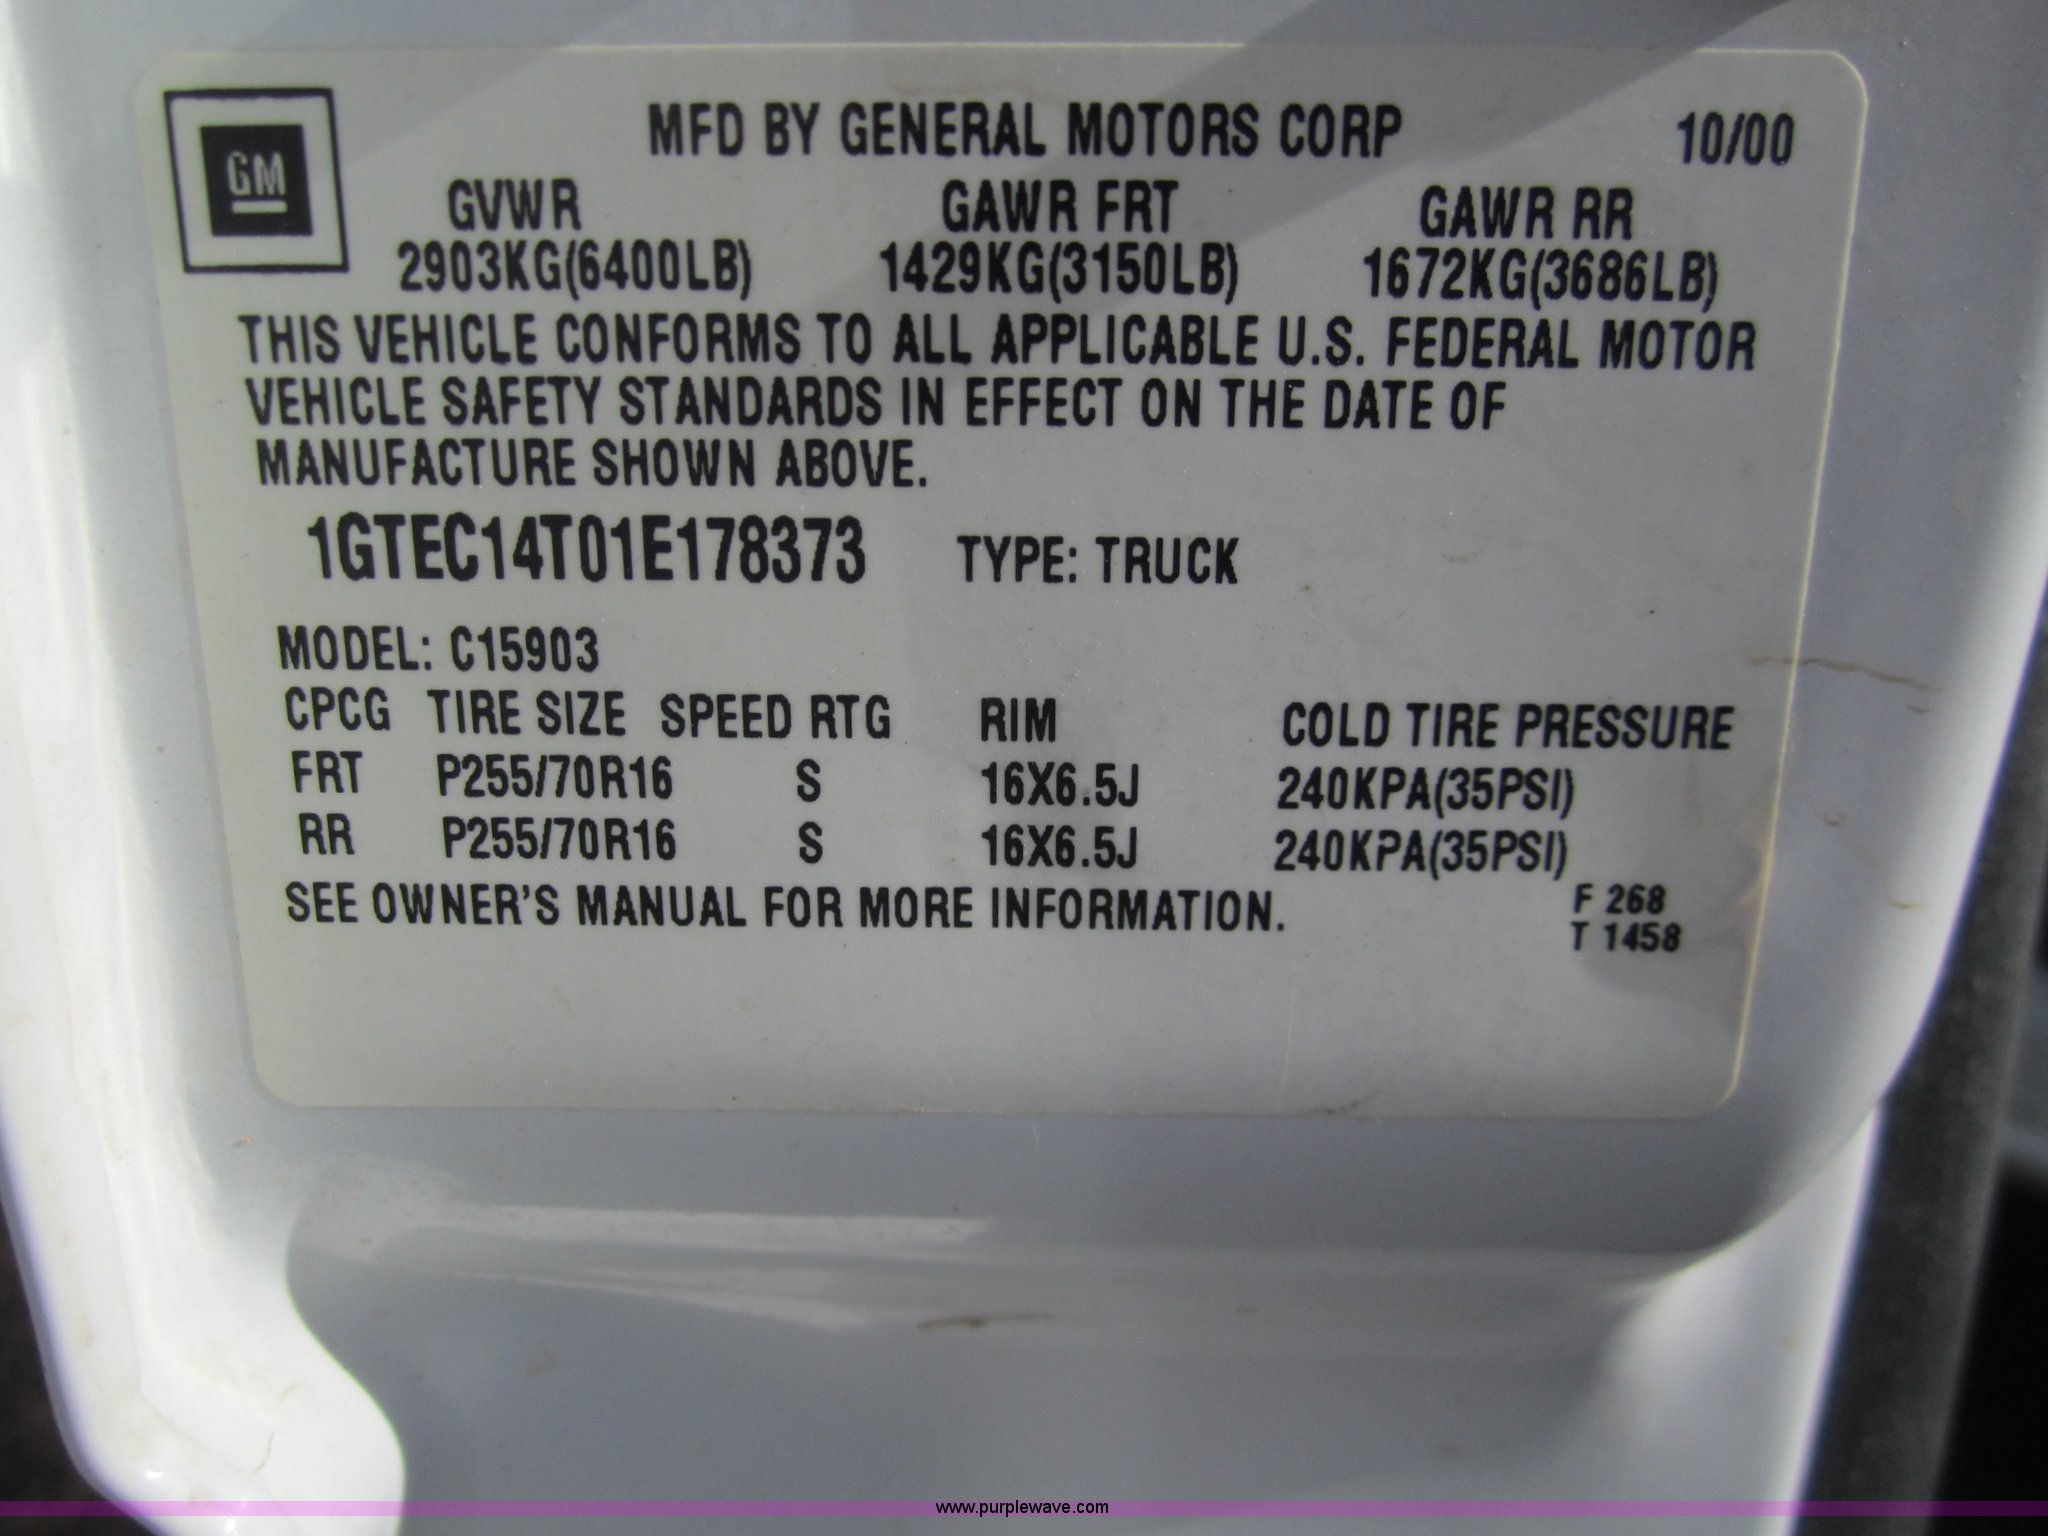 GM
MFD BY GENERAL MOTORS CORP 10/00
GVWR GAWR FRT GAWR RR
2903KG(6400LB) 1429KG(3150LB) 1672KG(3686LB)
THIS VEHICLE CONFORMS TO ALL APPLICABLE U.S. FEDERAL MOTOR
VEHICLE SAFETY STANDARDS IN EFFECT ON THE DATE OF
MANUFACTURE SHOWN ABOVE.
1GTEC14T01E178373 TYPE: TRUCK
MODEL: C15903
CPCG TIRE SIZE SPEED RTG RIM COLD TIRE PRESSURE
FRT P255/70R16 S 16X6.5J 240KPA(35PSI)
RR P255/70R16 S 16X6.5J 240KPA(35PSI)
SEE OWNER'S MANUAL FOR MORE INFORMATION.
F 268
T 1458
www.purplewave.com